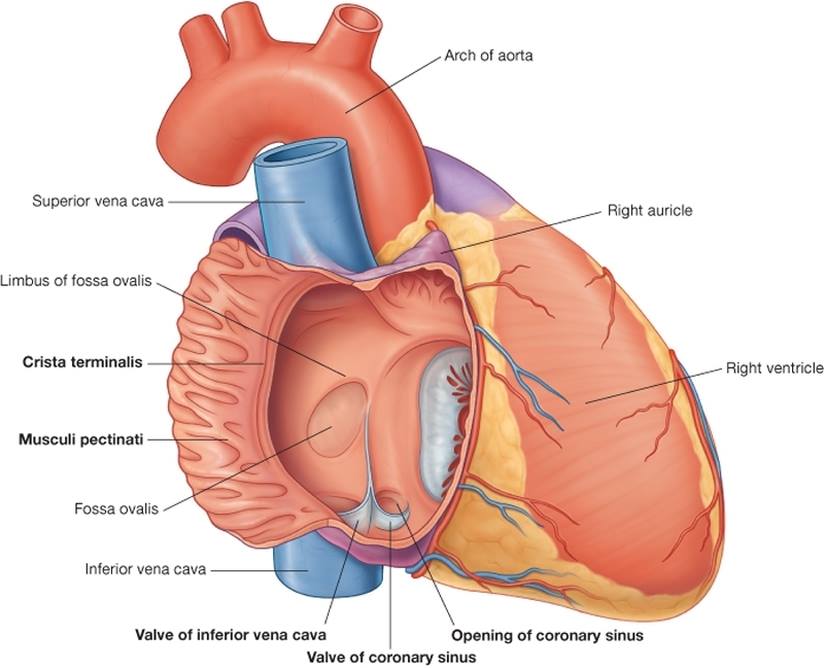 Arch of aorta
Superior vena cava
Right auricle
Limbus of fossa ovalis
Crista terminalis
Right ventricle
Musculi pectinati
Fossa ovalis
Inferior vena cava
Valve of inferior vena cava
Opening of coronary sinus
Valve of coronary sinus